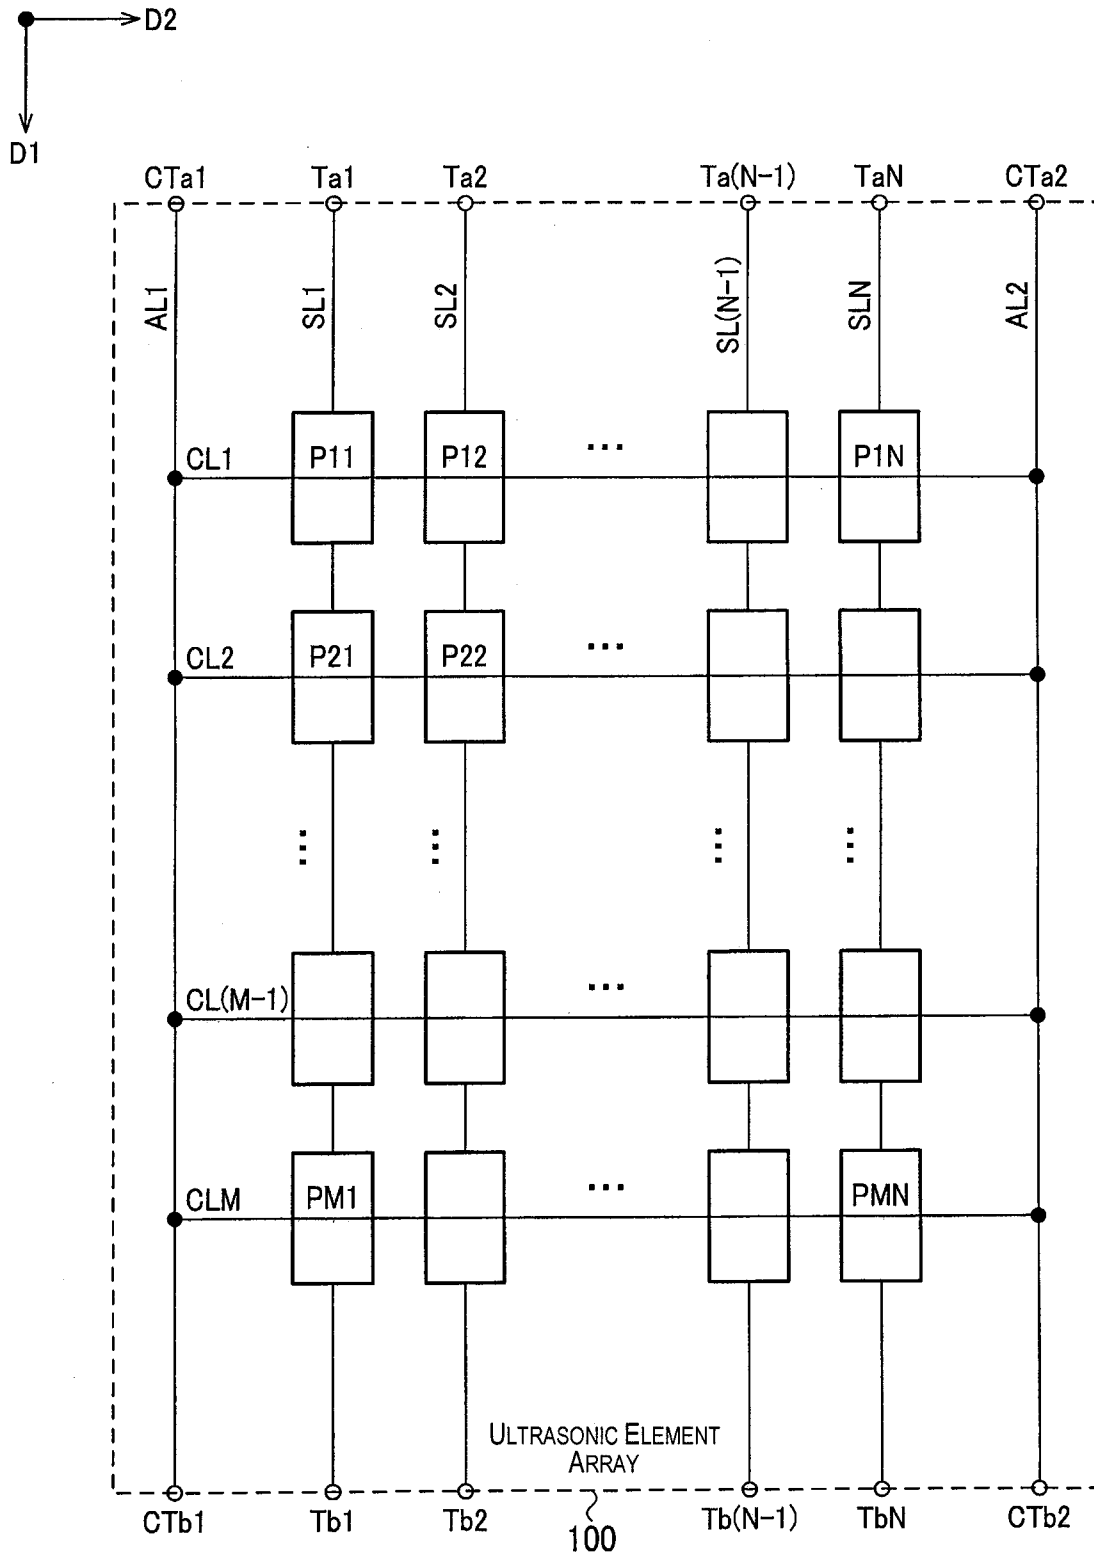 D2
D1
CTa1 Ta1 Ta2 Ta(N-1) TaN CTa2
AL1 SL1 SL2 SL(N-1) SLN AL2
CL1 P11 P12 ... P1N
CL2 P21 P22 ...
... ... ... ...
CL(M-1) ...
CLM PM1 ... PMN
ULTRASONIC ELEMENT
ARRAY
CTb1 Tb1 Tb2 Tb(N-1) TbN CTb2
100